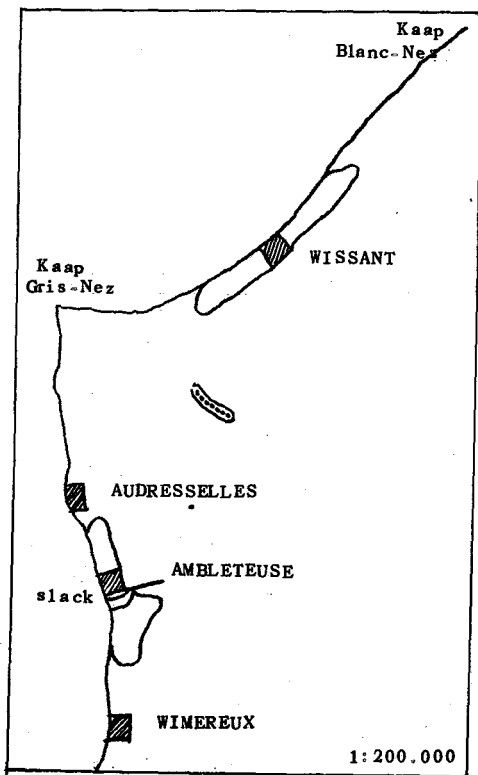 Kaap
Blanc-Nez
WISSANT
Kaap
Gris-Nez
AUDRESSELLES
AMBLETEUSE
slack
WIMEREUX
1:200.000